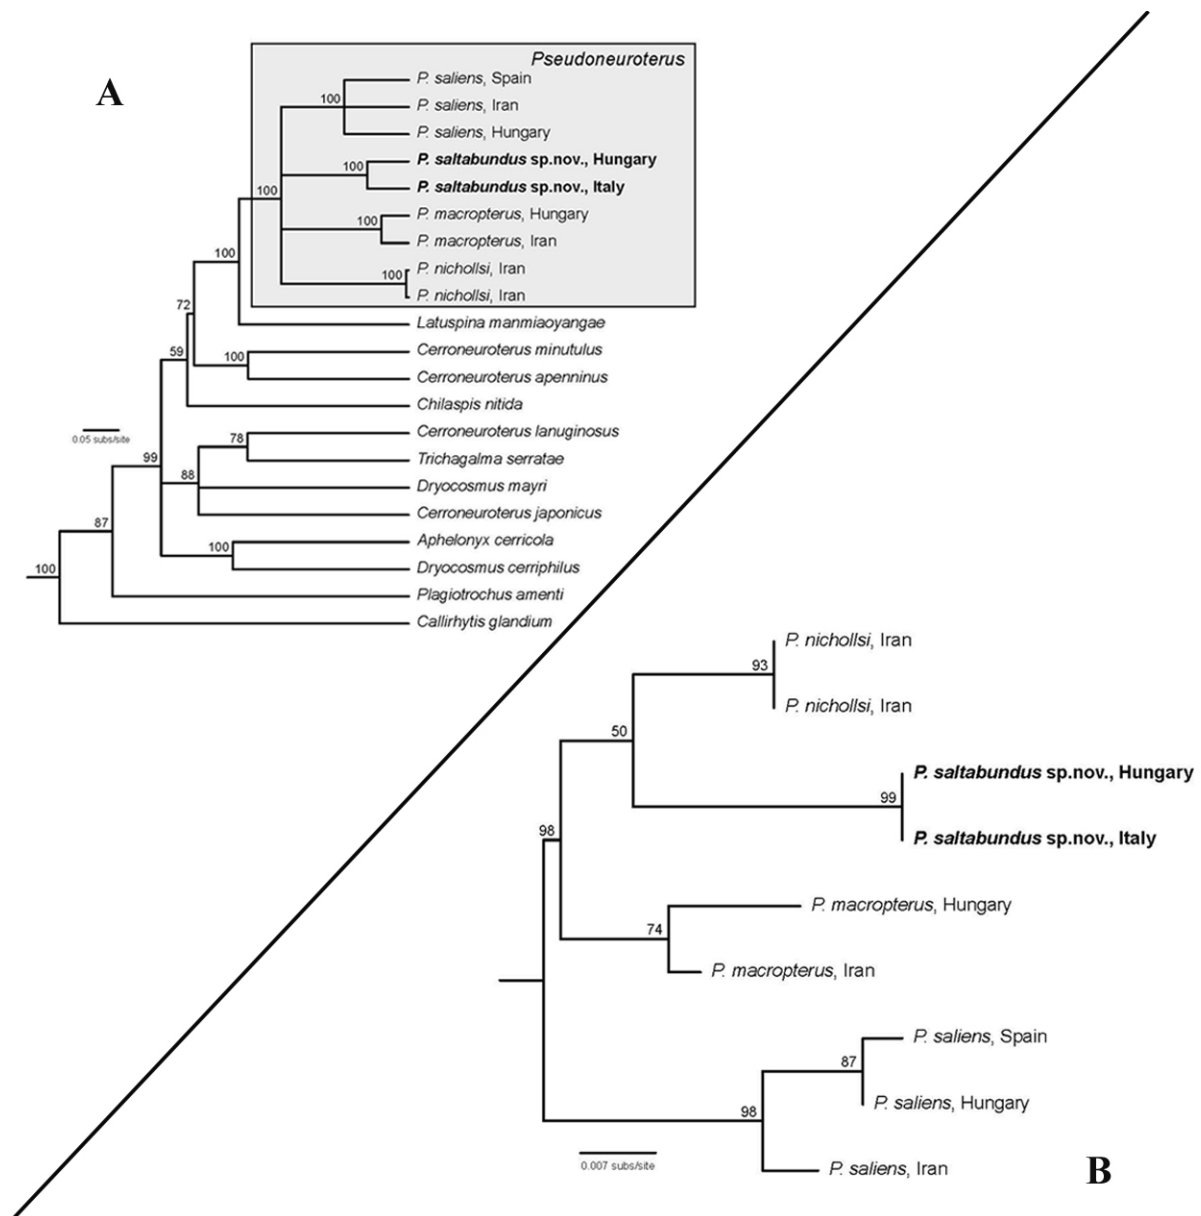 A
Pseudoneuroterus
100
P. saliens, Spain
P. saliens, Iran
P. saliens, Hungary
100
P. saltabundus sp.nov., Hungary
P. saltabundus sp.nov., Italy
100
100
P. macropterus, Hungary
P. macropterus, Iran
100
100
P. nichollsi, Iran
P. nichollsi, Iran
72
Latuspina manmiaoyangae
59
100
Cerroneuroterus minutulus
Cerroneuroterus apenninus
Chilaspis nitida
0.05 subs/site
78
Cerroneuroterus lanuginosus
99
Trichagalma serratae
88
Dryocosmus mayri
87
Cerroneuroterus japonicus
100
Aphelonyx cerricola
100
Dryocosmus cerriphilus
Plagiotrochus amenti
Callirhytis glandium
P. nichollsi, Iran
93
P. nichollsi, Iran
50
P. saltabundus sp.nov., Hungary
99
98
P. saltabundus sp.nov., Italy
P. macropterus, Hungary
74
P. macropterus, Iran
P. saliens, Spain
87
P. saliens, Hungary
98
0.007 subs/site
P. saliens, Iran
B